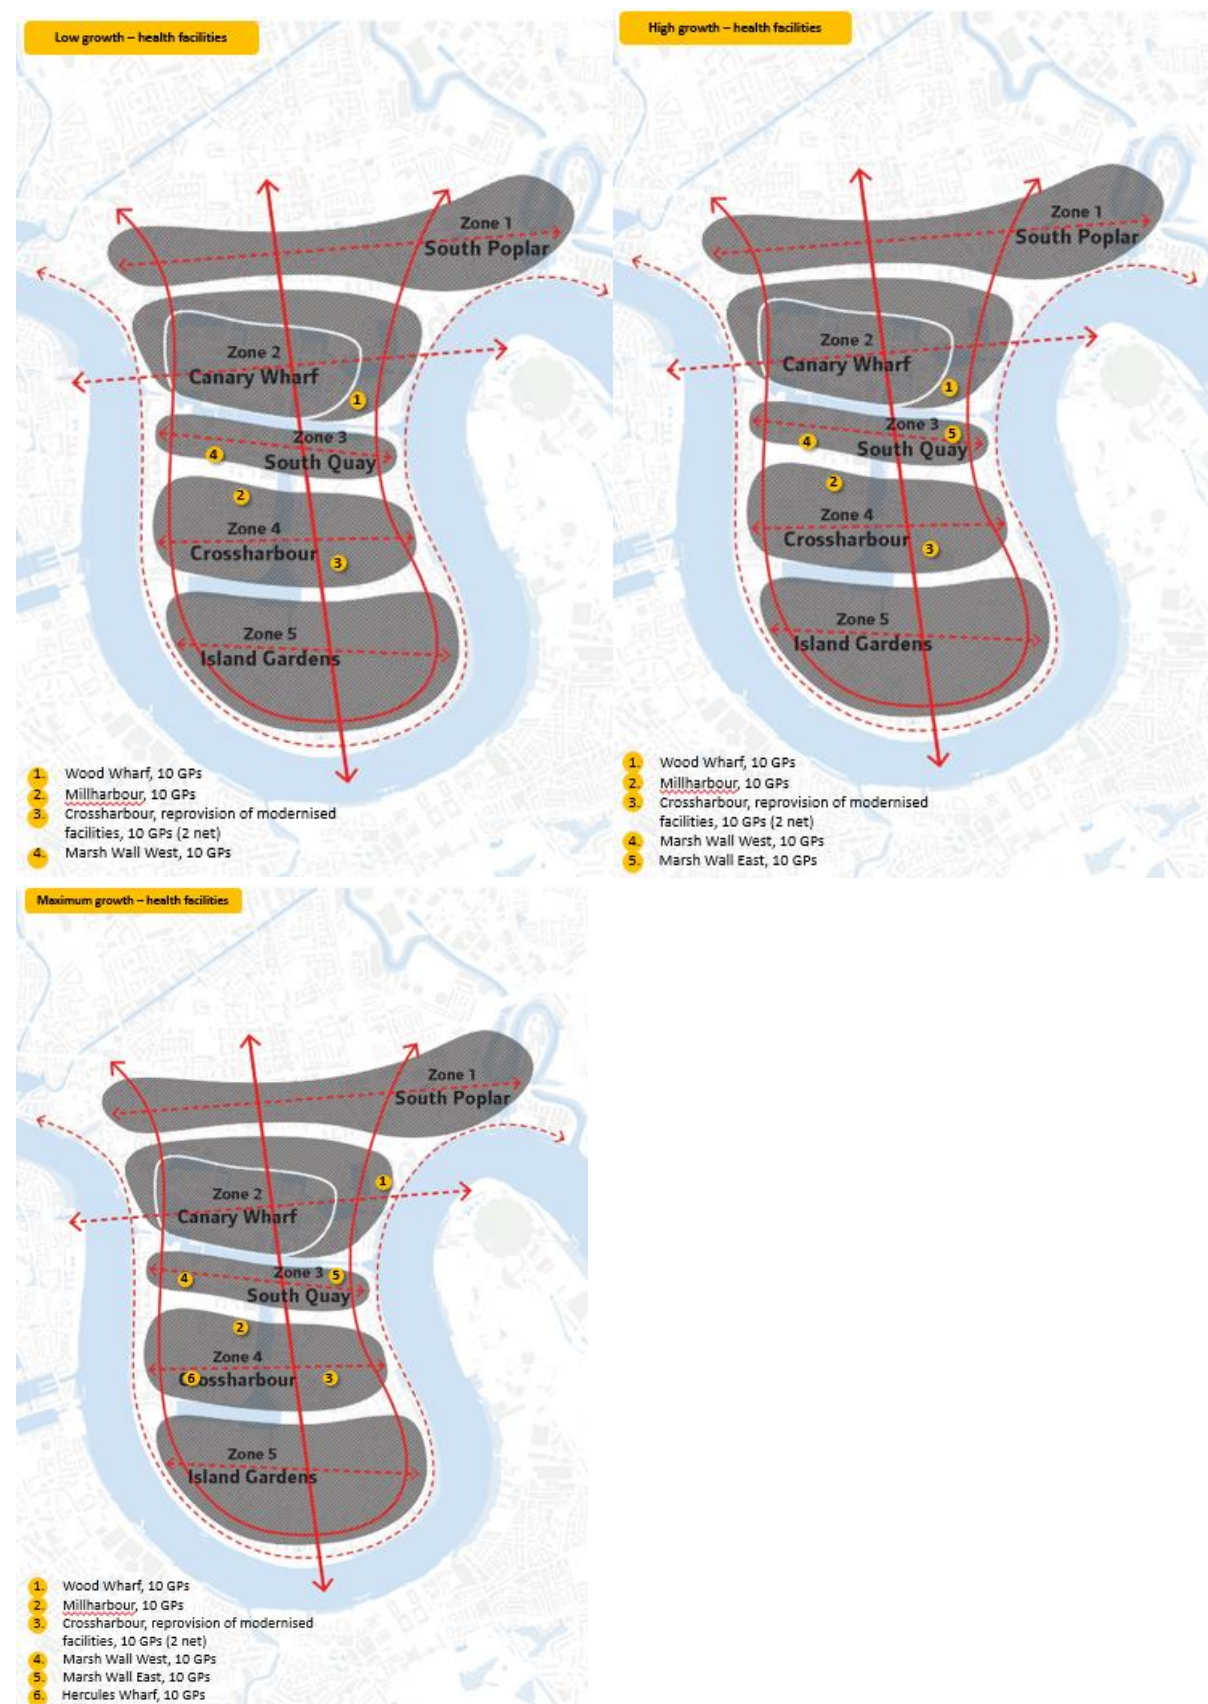 Low growth – health facilities
Zone 1
South Poplar
Zone 2
Canary Wharf
1
Zone 3
4
South Quay
2
Zone 4
Crossharbour
3
Zone 5
Island Gardens
1. Wood Wharf, 10 GPs
2. Millharbour, 10 GPs
3. Crossharbour, reprovision of modernised
facilities, 10 GPs (2 net)
4. Marsh Wall West, 10 GPs
High growth – health facilities
Zone 1
South Poplar
Zone 2
Canary Wharf
1
Zone 3
5
4
South Quay
2
Zone 4
Crossharbour
3
Zone 5
Island Gardens
1. Wood Wharf, 10 GPs
2. Millharbour, 10 GPs
3. Crossharbour, reprovision of modernised
facilities, 10 GPs (2 net)
4. Marsh Wall West, 10 GPs
5. Marsh Wall East, 10 GPs
Maximum growth – health facilities
Zone 1
South Poplar
1
Zone 2
Canary Wharf
4
Zone 3
5
South Quay
2
Zone 4
6
Crossharbour
3
Zone 5
Island Gardens
1. Wood Wharf, 10 GPs
2. Millharbour, 10 GPs
3. Crossharbour, reprovision of modernised
facilities, 10 GPs (2 net)
4. Marsh Wall West, 10 GPs
5. Marsh Wall East, 10 GPs
6. Hercules Wharf, 10 GPs